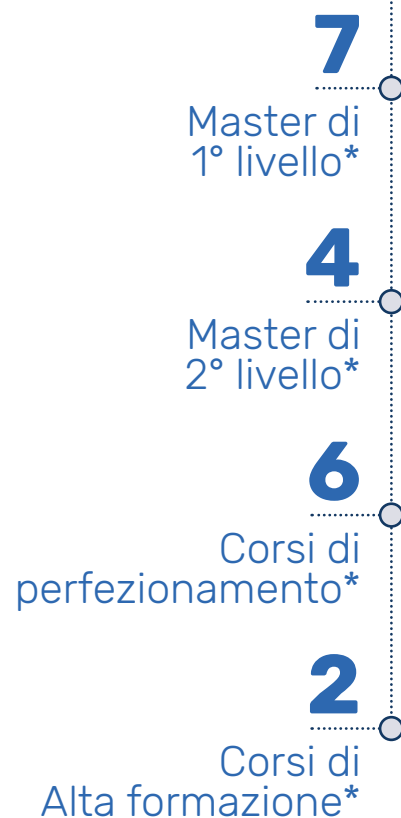 7
Master di
1° livello*
4
Master di
2° livello*
6
Corsi di
perfezionamento*
2
Corsi di
Alta formazione*